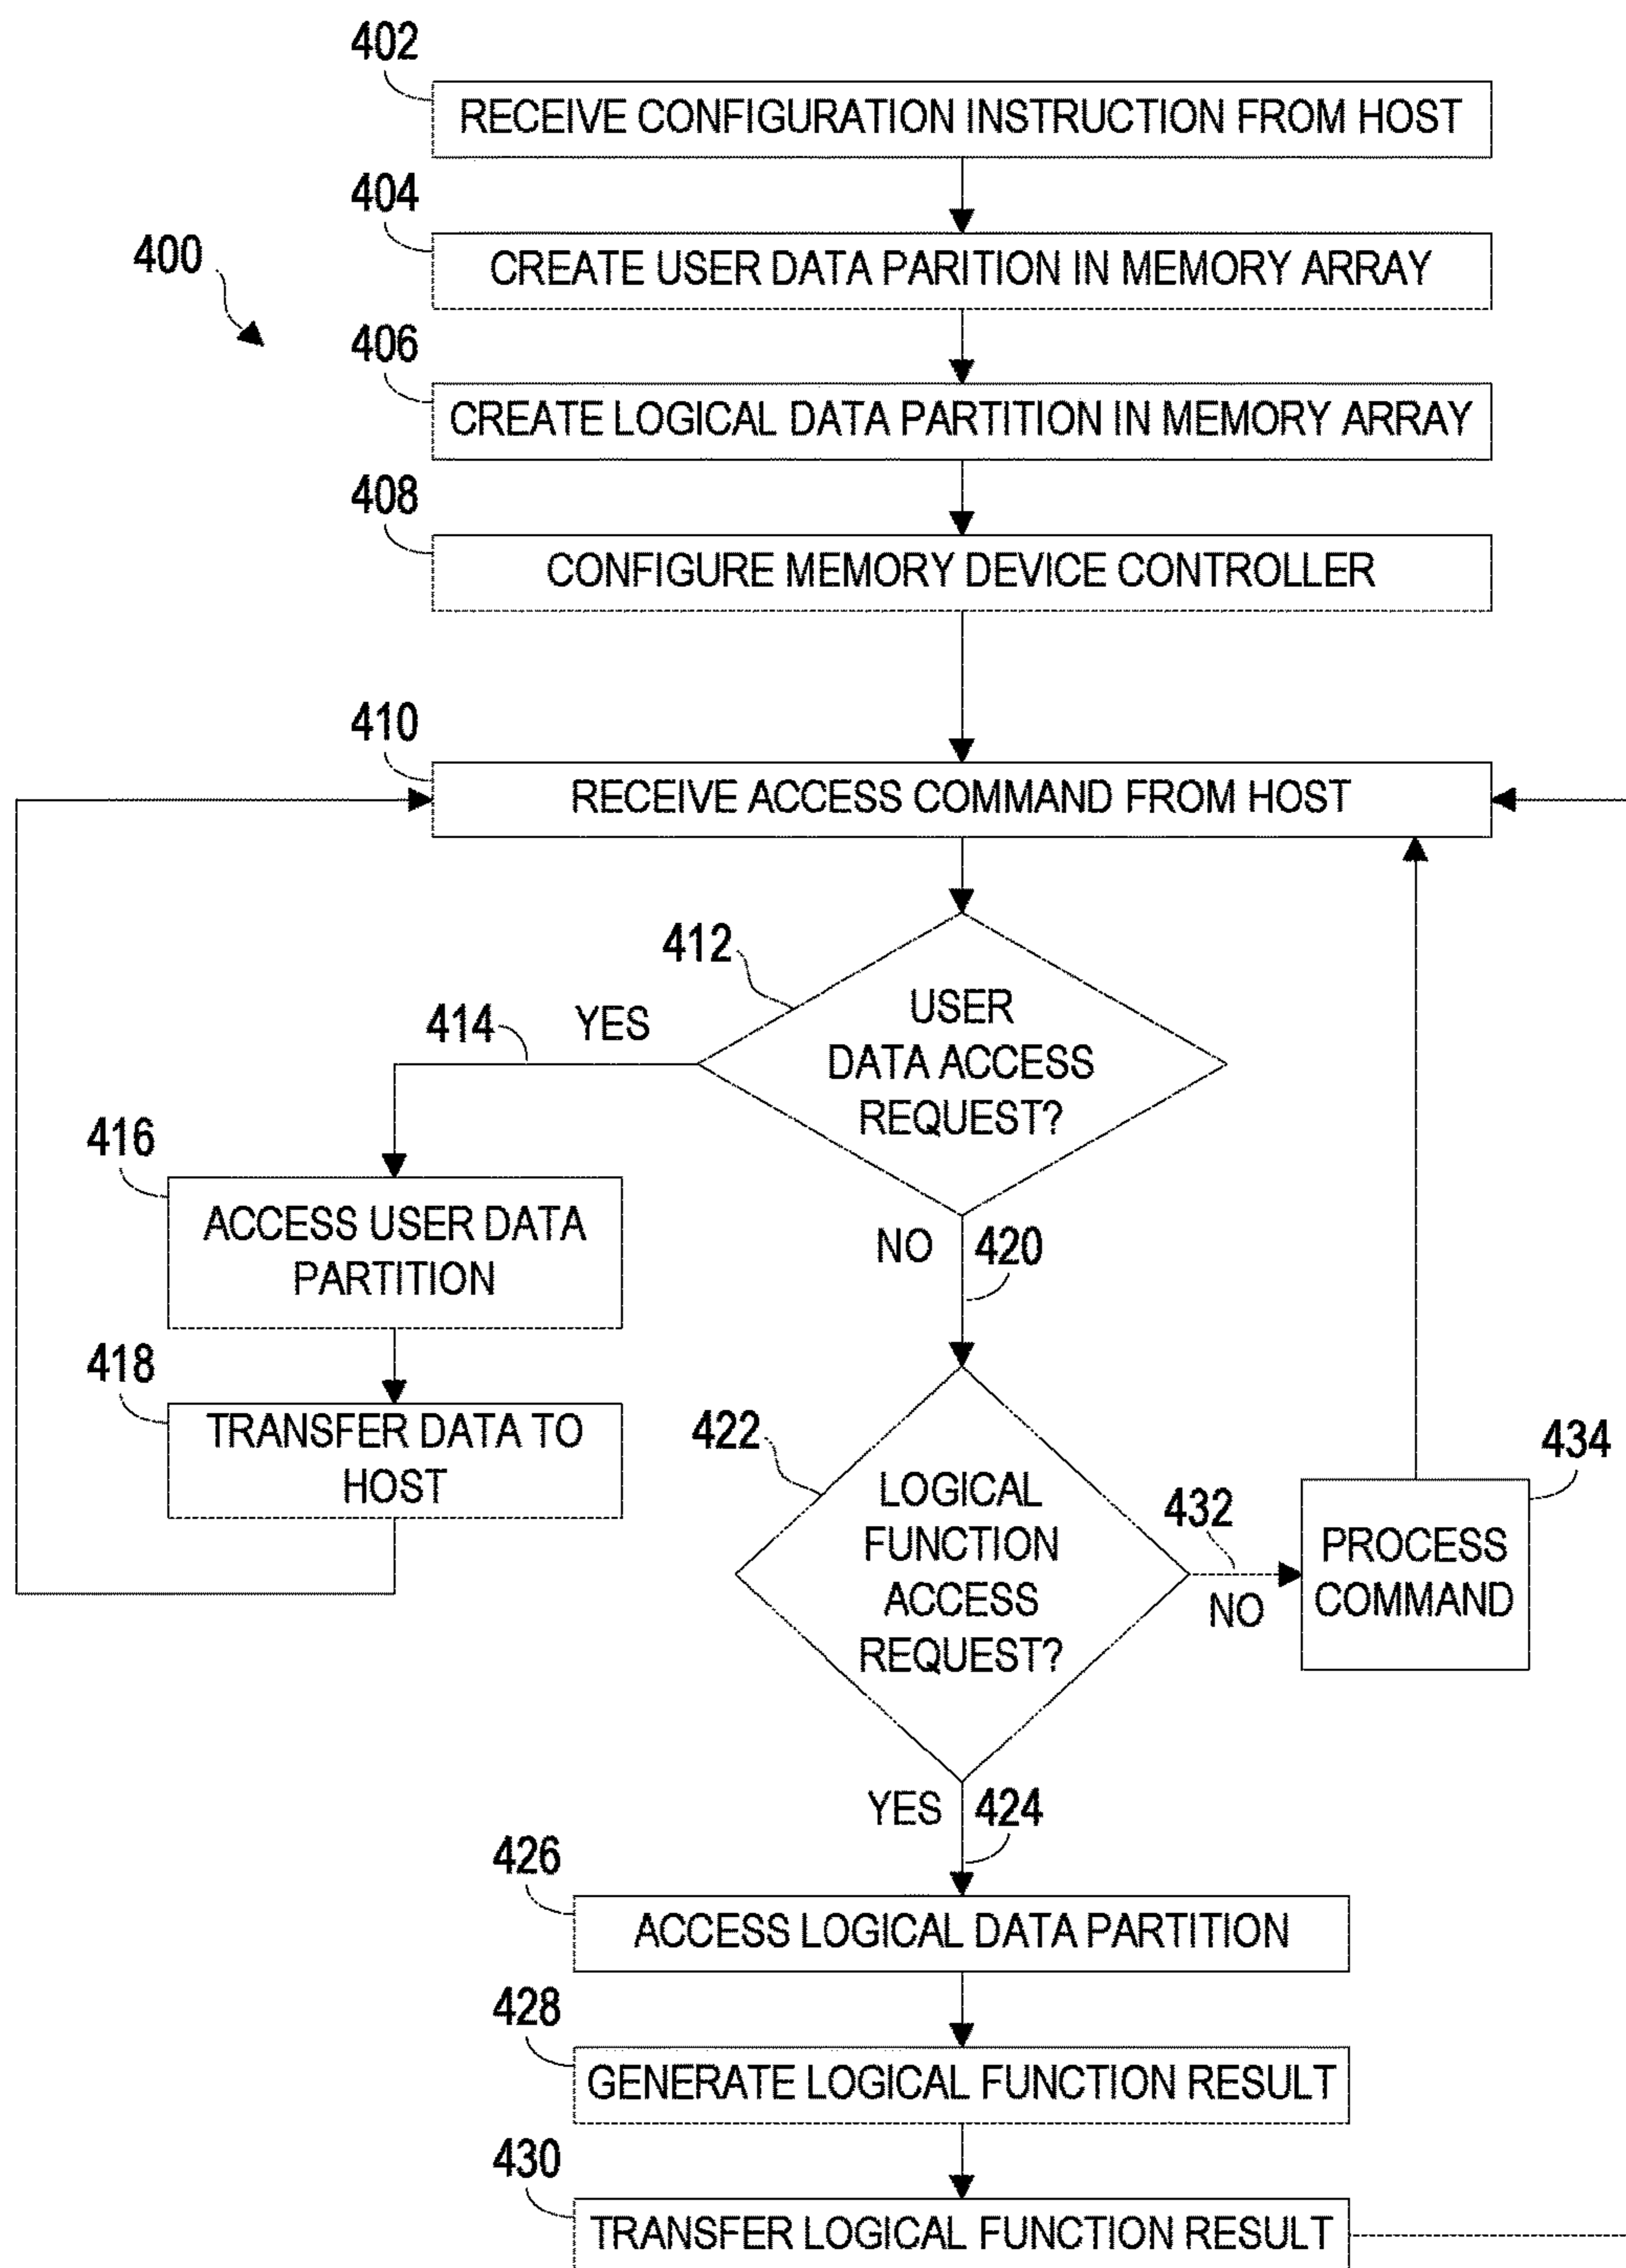 402
RECEIVE CONFIGURATION INSTRUCTION FROM HOST
404
400
CREATE USER DATA PARITION IN MEMORY ARRAY
406
CREATE LOGICAL DATA PARTITION IN MEMORY ARRAY
408
CONFIGURE MEMORY DEVICE CONTROLLER
410
RECEIVE ACCESS COMMAND FROM HOST
412
USER
DATA ACCESS
REQUEST?
414
YES
416
ACCESS USER DATA
PARTITION
NO
420
418
TRANSFER DATA TO
HOST
422
LOGICAL
FUNCTION
ACCESS
REQUEST?
432
NO
434
PROCESS
COMMAND
YES
424
426
ACCESS LOGICAL DATA PARTITION
428
GENERATE LOGICAL FUNCTION RESULT
430
TRANSFER LOGICAL FUNCTION RESULT